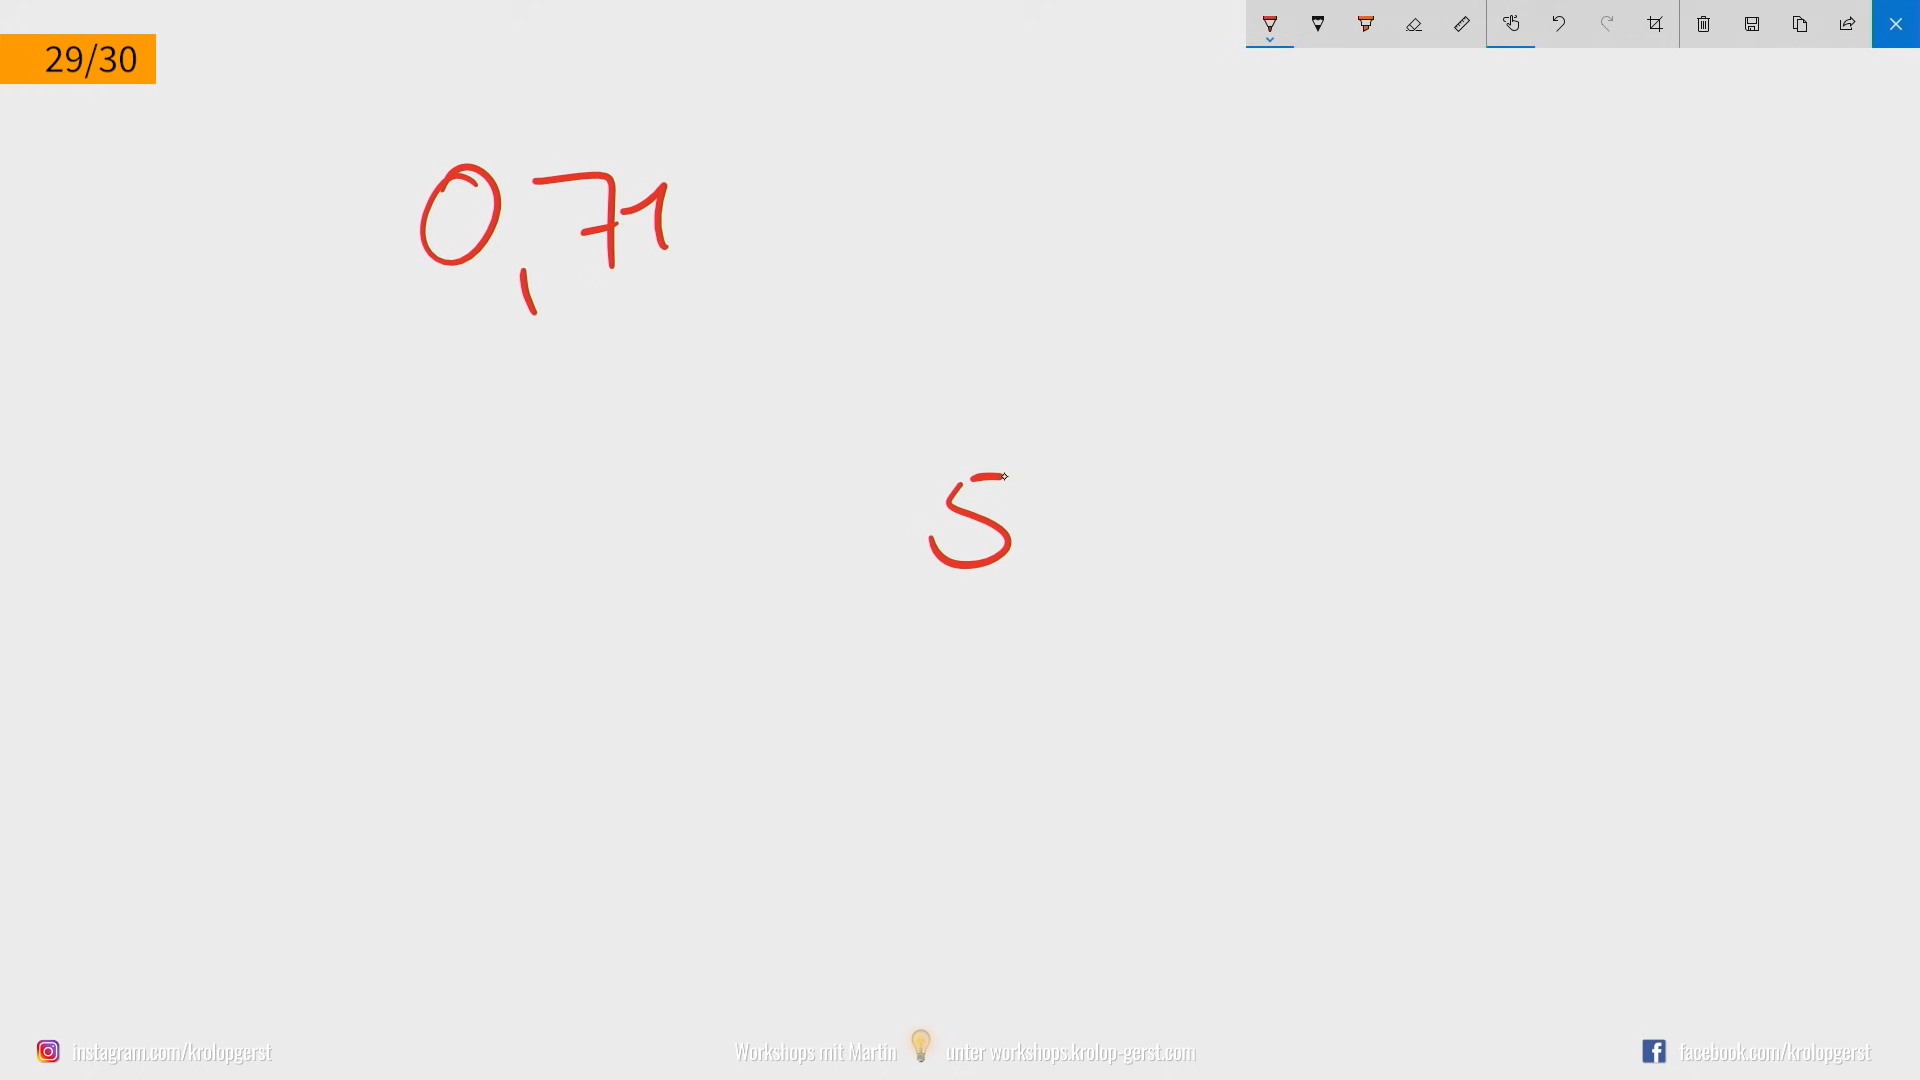 29/30
0,71
5
instagram.com/krolopgerst
Workshops mit Martin unter workshops.krolop-gerst.com
facebook.com/krolopgerst